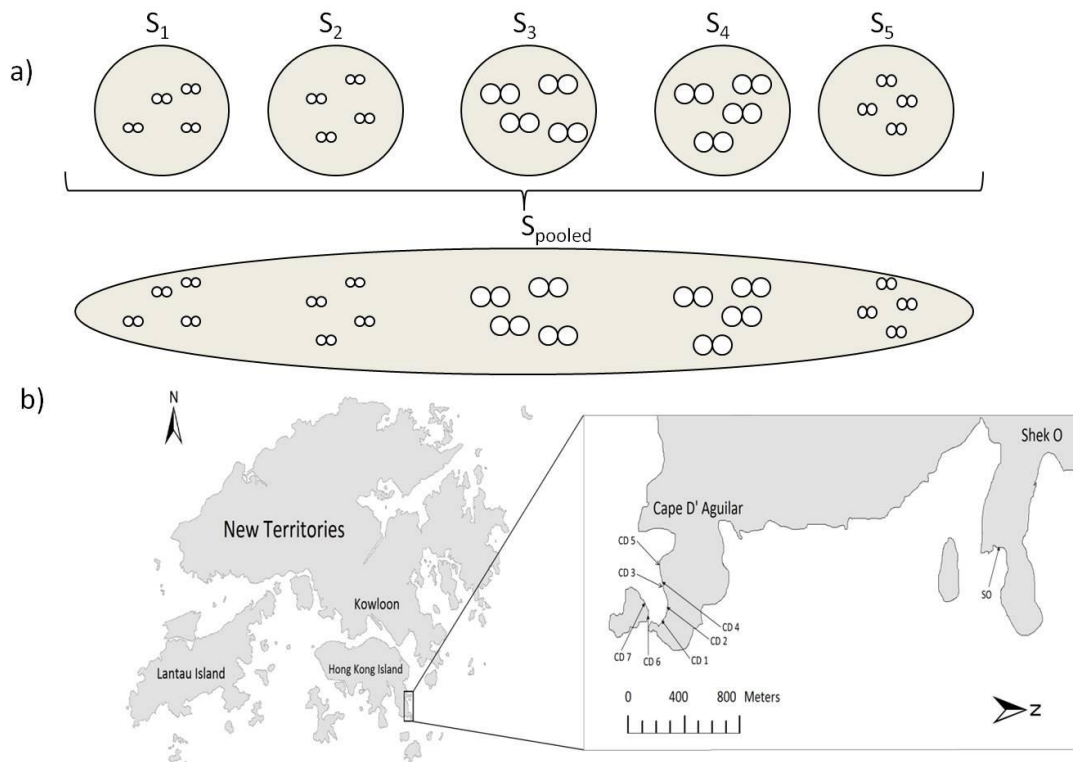 a)
S1 S2 S3 S4 S5
Spooled
b)
N
New Territories
Kowloon
Lantau Island
Hong Kong Island
Shek O
Cape D' Aguilar
CD 5
CD 3
SO
CD 4
CD 2
CD 7 CD 6 CD 1
0 400 800 Meters
N